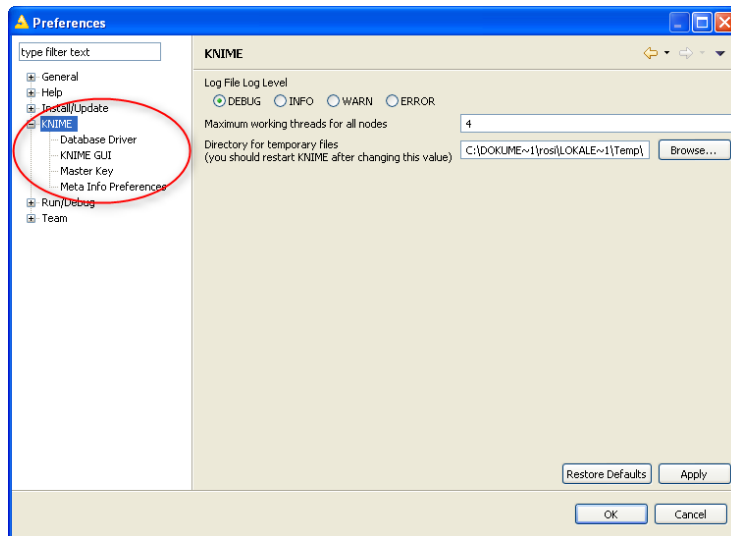 Preferences
type filter text
General
Help
Install/Update
KNIME
Database Driver
KNIME GUI
Master Key
Meta Info Preferences
Run/Debug
Team
KNIME
Log File Log Level
DEBUG INFO WARN ERROR
Maximum working threads for all nodes 4
Directory for temporary files
(you should restart KNIME after changing this value) C:\DOKUME~1\rosi\LOKALE~1\Temp\ Browse...
Restore Defaults Apply
OK Cancel